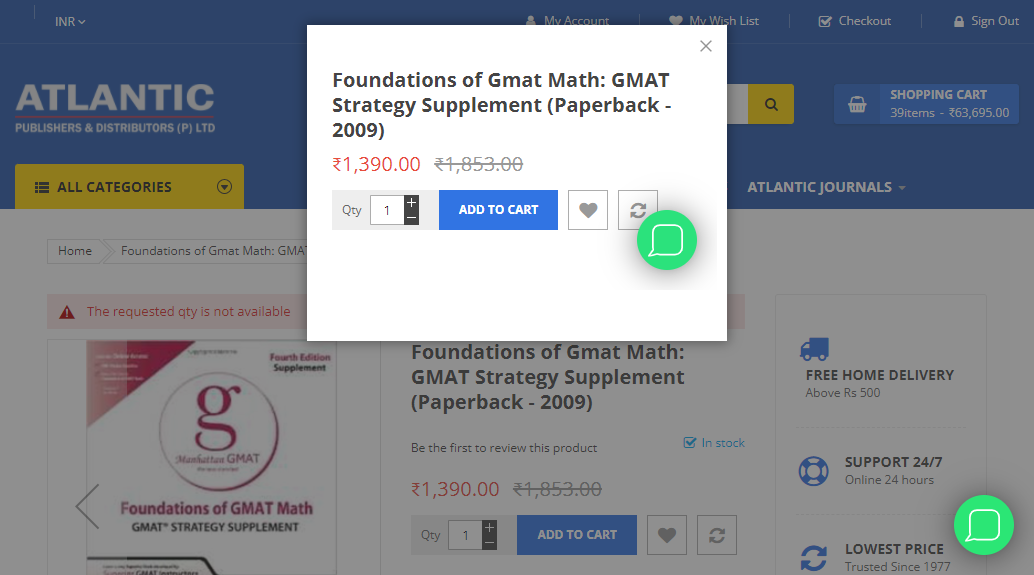 INR
My Account
My Wish List
Checkout
Sign Out
ATLANTIC
PUBLISHERS & DISTRIBUTORS (P) LTD
SHOPPING CART
39items - ₹63,695.00
ALL CATEGORIES
ATLANTIC JOURNALS
Foundations of Gmat Math: GMAT
Strategy Supplement (Paperback -
2009)
₹1,390.00 ₹1,853.00
Qty 1 + − ADD TO CART
Home
Foundations of Gmat Math: GMAT
The requested qty is not available
Fourth Edition
Supplement
g
Manhattan GMAT
Foundations of GMAT Math
GMAT® STRATEGY SUPPLEMENT
Foundations of Gmat Math:
GMAT Strategy Supplement
(Paperback - 2009)
Be the first to review this product
In stock
₹1,390.00 ₹1,853.00
Qty 1 + − ADD TO CART
FREE HOME DELIVERY
Above Rs 500
SUPPORT 24/7
Online 24 hours
LOWEST PRICE
Trusted Since 1977